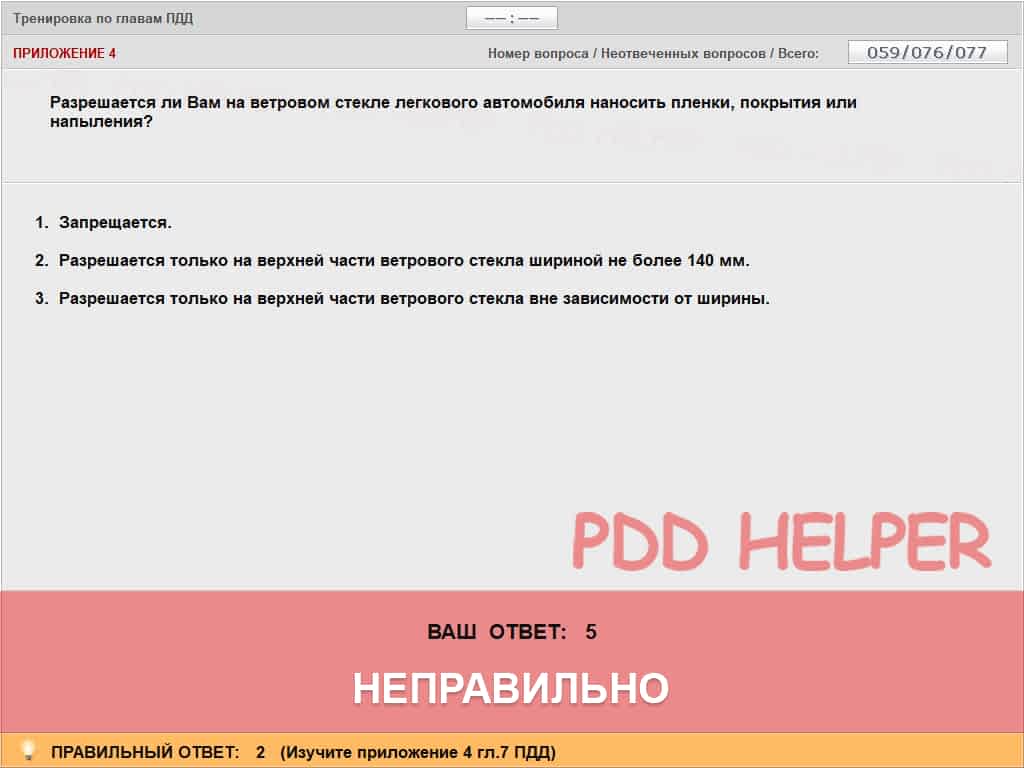 Тренировка по главам ПДД
−− : −−
ПРИЛОЖЕНИЕ 4
Номер вопроса / Неотвеченных вопросов / Всего: 059/076/077
Разрешается ли Вам на ветровом стекле легкового автомобиля наносить пленки, покрытия или
напыления?
1. Запрещается.
2. Разрешается только на верхней части ветрового стекла шириной не более 140 мм.
3. Разрешается только на верхней части ветрового стекла вне зависимости от ширины.
PDD HELPER
ВАШ ОТВЕТ: 5
НЕПРАВИЛЬНО
ПРАВИЛЬНЫЙ ОТВЕТ: 2 (Изучите приложение 4 гл.7 ПДД)